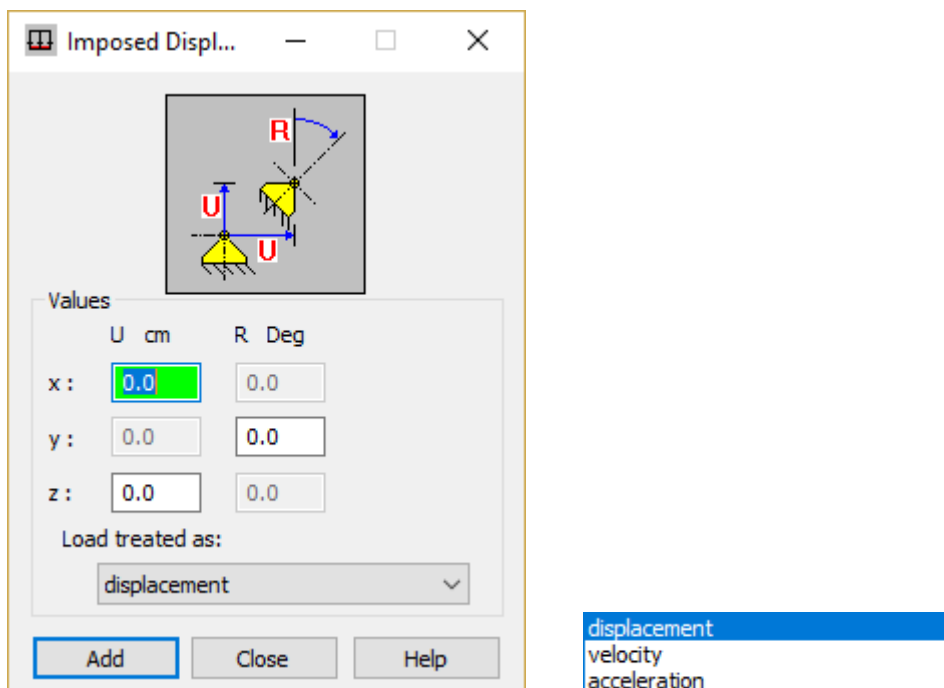 Imposed Displ...
R
U
U
Values
U cm R Deg
x : 0.0 0.0
y : 0.0 0.0
z : 0.0 0.0
Load treated as:
displacement
Add Close Help
displacement
velocity
acceleration